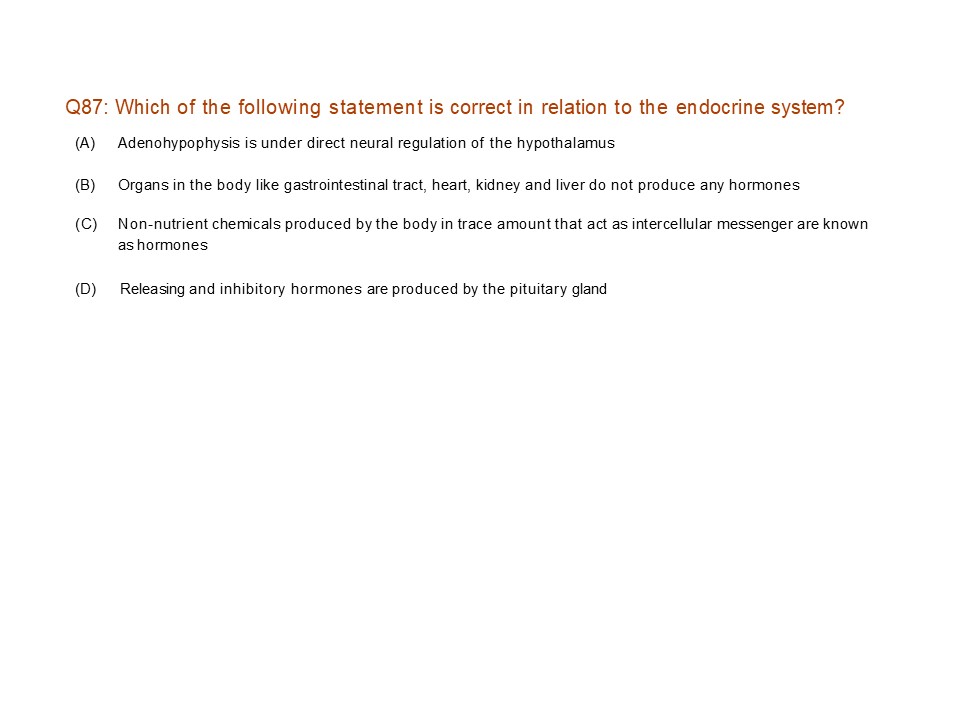 Q87: Which of the following statement is correct in relation to the endocrine system?
(A) Adenohypophysis is under direct neural regulation of the hypothalamus
(B) Organs in the body like gastrointestinal tract, heart, kidney and liver do not produce any hormones
(C) Non-nutrient chemicals produced by the body in trace amount that act as intercellular messenger are known
as hormones
(D) Releasing and inhibitory hormones are produced by the pituitary gland